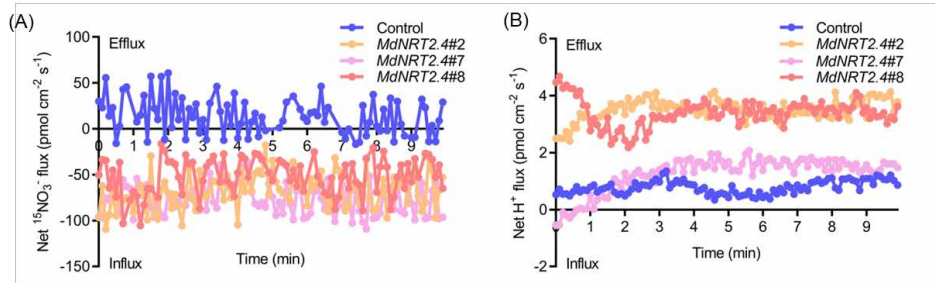 (A)
100
50
0
-50
-100
-150
Net ¹⁵NO₃⁻ flux (pmol cm⁻² s⁻¹)
Efflux
Influx
Control
MdNRT2.4#2
MdNRT2.4#7
MdNRT2.4#8
0 1 2 3 4 5 6 7 8 9
Time (min)
(B)
6
4
2
0
-2
Net H⁺ flux (pmol cm⁻² s⁻¹)
Efflux
Influx
Control
MdNRT2.4#2
MdNRT2.4#7
MdNRT2.4#8
1 2 3 4 5 6 7 8 9
Time (min)